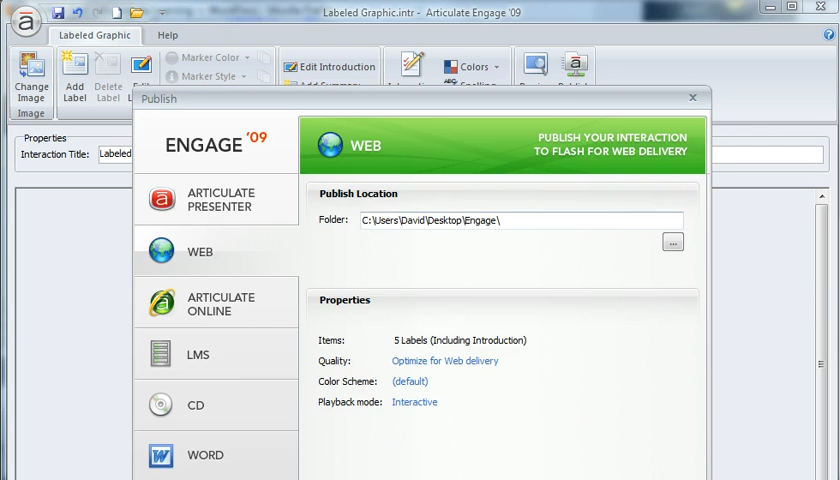 Labeled Graphic.intr - Articulate Engage '09
Labeled Graphic Help
Change Image
Add Label
Delete Label
Marker Color
Marker Style
Edit Introduction
Colors
Image
Properties
Interaction Title: Labeled
Publish
ENGAGE '09
ARTICULATE PRESENTER
WEB
ARTICULATE ONLINE
LMS
CD
WORD
WEB
PUBLISH YOUR INTERACTION
TO FLASH FOR WEB DELIVERY
Publish Location
Folder: C:\Users\David\Desktop\Engage\
...
Properties
Items: 5 Labels (Including Introduction)
Quality: Optimize for Web delivery
Color Scheme: (default)
Playback mode: Interactive